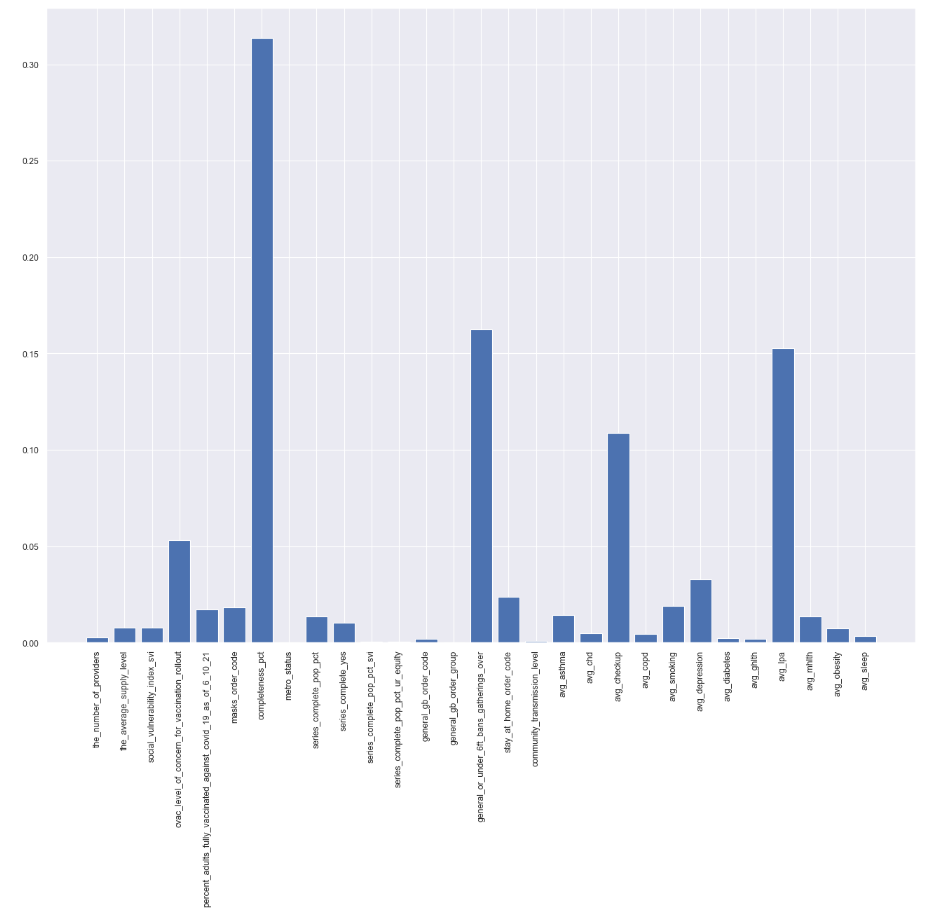 0.30
0.25
0.20
0.15
0.10
0.05
0.00
the_number_of_providers
the_average_supply_level
social_vulnerability_index_svi
cvac_level_of_concern_for_vaccination_rollout
percent_adults_fully_vaccinated_against_covid_19_as_of_6_10_21
masks_order_code
completeness_pct
metro_status
series_complete_pop_pct
series_complete_yes
series_complete_pop_pct_svi
series_complete_pop_pct_ur_equity
general_gb_order_code
general_gb_order_group
general_or_under_6ft_bans_gatherings_over
stay_at_home_order_code
community_transmission_level
avg_asthma
avg_chd
avg_checkup
avg_copd
avg_smoking
avg_depression
avg_diabetes
avg_ghlth
avg_lpa
avg_mhlth
avg_obesity
avg_sleep